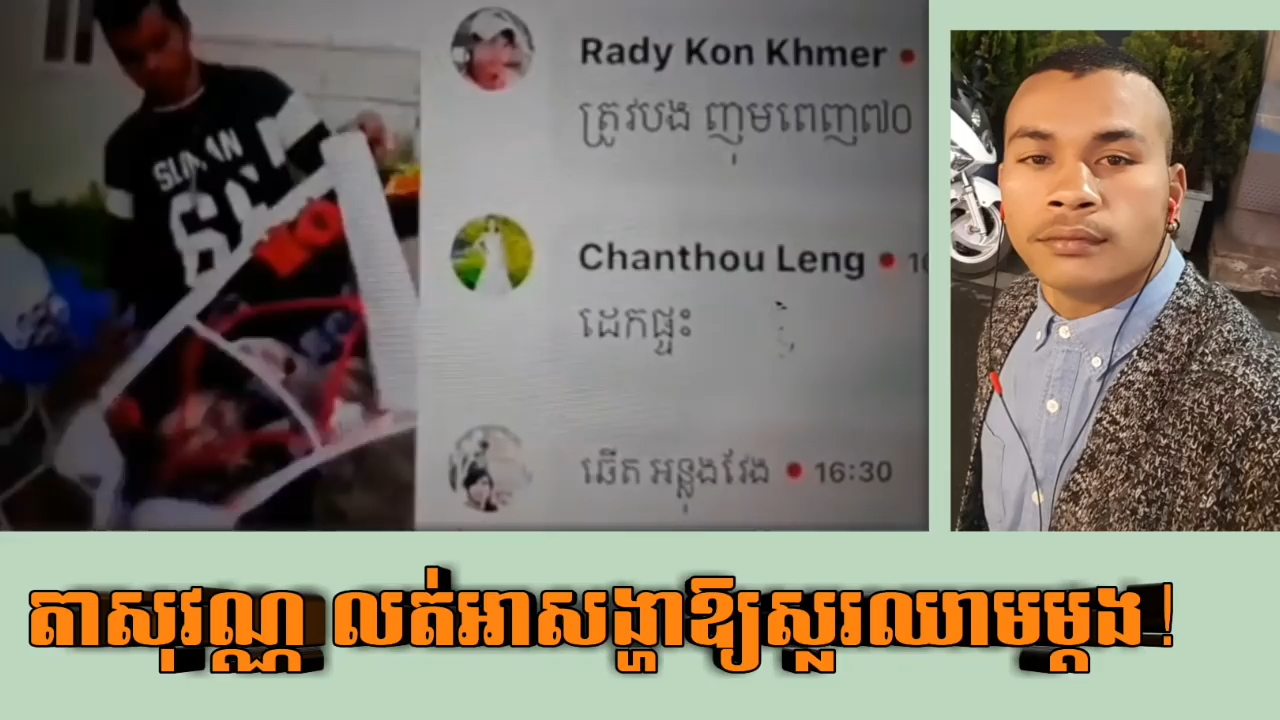 Rady Kon Khmer
ត្រូវបង ញុមពេញ៧០
Chanthou Leng
ដេកផ្ទះ
ឆើត អន្លុងវែង 16:30
តាសុវណ្ណ លត់អាសង្ហាឱ្យស្លរឈាមម្ដង !